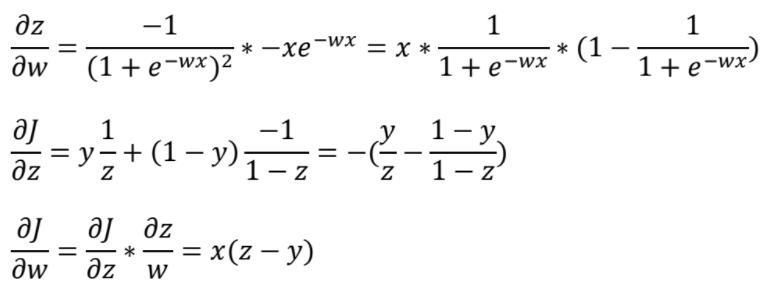 ∂z/∂w = −1/(1 + e^{−wx})^2 * −xe^{−wx} = x * 1/(1 + e^{−wx}) * (1 − 1/(1 + e^{−wx}))
∂J/∂z = y 1/z + (1 − y) −1/(1 − z) = −(y/z − (1 − y)/(1 − z))
∂J/∂w = ∂J/∂z * ∂z/w = x(z − y)